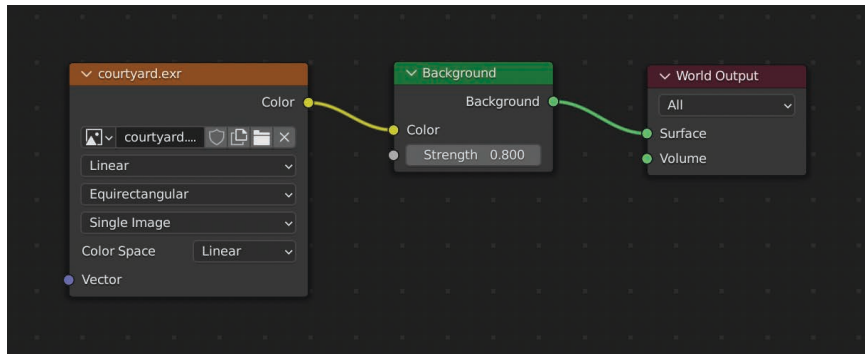 courtyard.exr
Color
courtyard....
Linear
Equirectangular
Single Image
Color Space Linear
Vector
Background
Background
Color
Strength 0.800
World Output
All
Surface
Volume